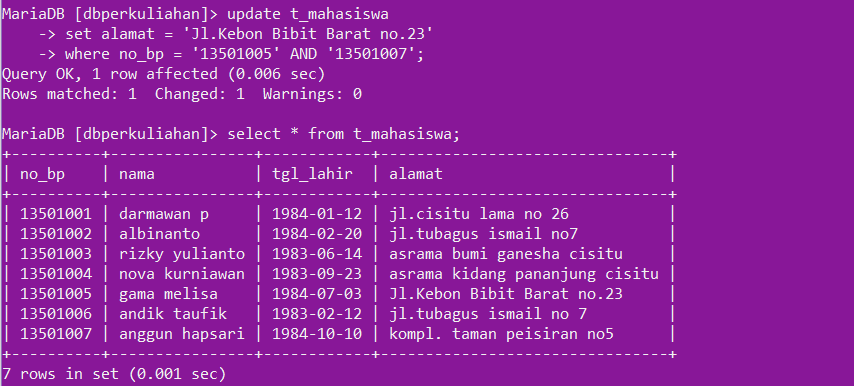 MariaDB [dbperkuliahan]> update t_mahasiswa
    -> set alamat = 'Jl.Kebon Bibit Barat no.23'
    -> where no_bp = '13501005' AND '13501007';
Query OK, 1 row affected (0.006 sec)
Rows matched: 1  Changed: 1  Warnings: 0

MariaDB [dbperkuliahan]> select * from t_mahasiswa;
+----------+---------------+------------+-----------------------------+
| no_bp    | nama          | tgl_lahir  | alamat                      |
+----------+---------------+------------+-----------------------------+
| 13501001 | darmawan p    | 1984-01-12 | jl.cisitu lama no 26        |
| 13501002 | albinanto     | 1984-02-20 | jl.tubagus ismail no7       |
| 13501003 | rizky yulianto | 1983-06-14 | asrama bumi ganesha cisitu  |
| 13501004 | nova kurniawan | 1983-09-23 | asrama kidang pananjung cisitu |
| 13501005 | gama melisa   | 1984-07-03 | Jl.Kebon Bibit Barat no.23  |
| 13501006 | andik taufik  | 1983-02-12 | jl.tubagus ismail no 7      |
| 13501007 | anggun hapsari | 1984-10-10 | kompl. taman peisiran no5   |
+----------+---------------+------------+-----------------------------+
7 rows in set (0.001 sec)